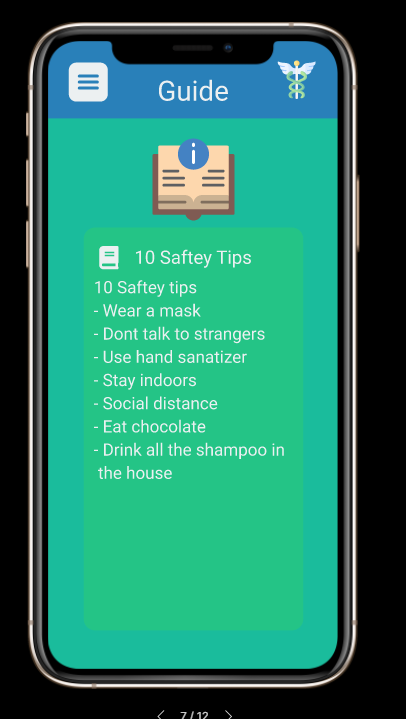 Guide
10 Saftey Tips
10 Saftey tips
- Wear a mask
- Dont talk to strangers
- Use hand sanatizer
- Stay indoors
- Social distance
- Eat chocolate
- Drink all the shampoo in
the house
7 / 12